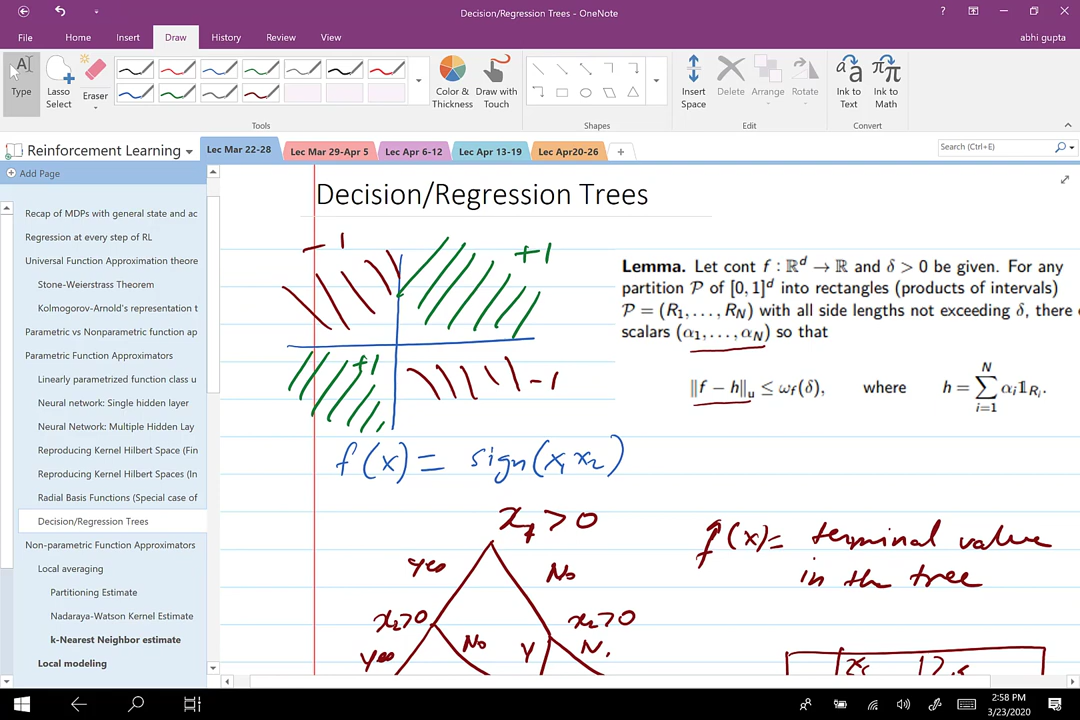 Decision/Regression Trees - OneNote
?
File Home Insert Draw History Review View
abhi gupta
Type
Lasso Select
Eraser
Color & Thickness
Draw with Touch
Insert Space
Delete
Arrange
Rotate
Ink to Text
Ink to Math
Tools
Shapes
Edit
Convert
Reinforcement Learning
Lec Mar 22-28
Lec Mar 29-Apr 5
Lec Apr 6-12
Lec Apr 13-19
Lec Apr20-26
+
Search (Ctrl+E)
Add Page
Recap of MDPs with general state and ac
Regression at every step of RL
Universal Function Approximation theore
Stone-Weierstrass Theorem
Kolmogorov-Arnold's representation t
Parametric vs Nonparametric function ap
Parametric Function Approximators
Linearly parametrized function class u
Neural network: Single hidden layer
Neural Network: Multiple Hidden Lay
Reproducing Kernel Hilbert Space (Fin
Reproducing Kernel Hilbert Spaces (In
Radial Basis Functions (Special case of
Decision/Regression Trees
Non-parametric Function Approximators
Local averaging
Partitioning Estimate
Nadaraya-Watson Kernel Estimate
k-Nearest Neighbor estimate
Local modeling
Decision/Regression Trees
-1
+1
+1
-1
f(x) = sign(x₁x₂)
Lemma. Let cont f : ℝᵈ → ℝ and δ > 0 be given. For any
partition 𝒫 of [0, 1]ᵈ into rectangles (products of intervals)
𝒫 = (R₁, . . . , R_N) with all side lengths not exceeding δ, there
scalars (α₁, . . . , α_N) so that
‖f − h‖ᵤ ≤ ω_f(δ), where h = ∑_{i=1}^{N} αᵢ𝟙_{Rᵢ}.
x₁ > 0
Yes No
x₂>0 x₂>0
Yes No Y N.
f(x) = terminal value
in the tree
2:58 PM
3/23/2020